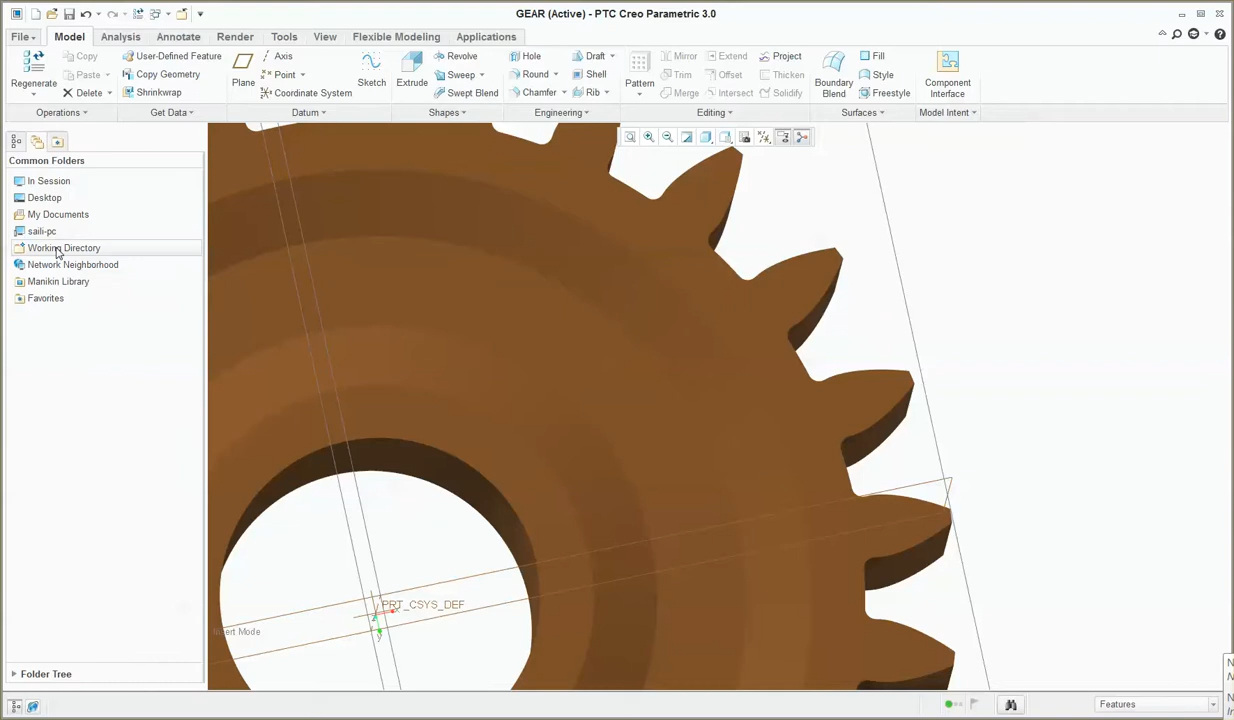 GEAR (Active) - PTC Creo Parametric 3.0
File Model Analysis Annotate Render Tools View Flexible Modeling Applications
Regenerate
Copy
Paste
Delete
Operations
User-Defined Feature
Copy Geometry
Shrinkwrap
Get Data
Plane
Axis
Point
Coordinate System
Sketch
Datum
Extrude
Revolve
Sweep
Swept Blend
Shapes
Hole
Round
Chamfer
Draft
Shell
Rib
Engineering
Pattern
Mirror
Trim
Merge
Extend
Offset
Intersect
Project
Thicken
Solidify
Editing
Boundary
Blend
Fill
Style
Freestyle
Surfaces
Component
Interface
Model Intent
Common Folders
In Session
Desktop
My Documents
saili-pc
Working Directory
Network Neighborhood
Manikin Library
Favorites
PRT_CSYS_DEF
x
z
y
Insert Mode
Folder Tree
Features